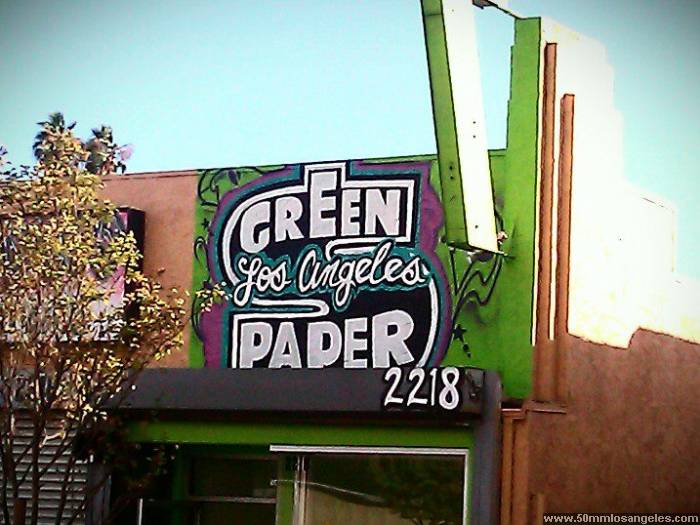 GREEN
Los Angeles
PAPER
2218
www.50mmlosangeles.com